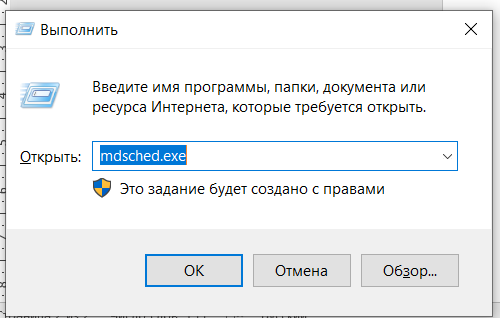 Выполнить
Введите имя программы, папки, документа или
ресурса Интернета, которые требуется открыть.
Открыть: mdsched.exe
Это задание будет создано с правами
ОК Отмена Обзор...